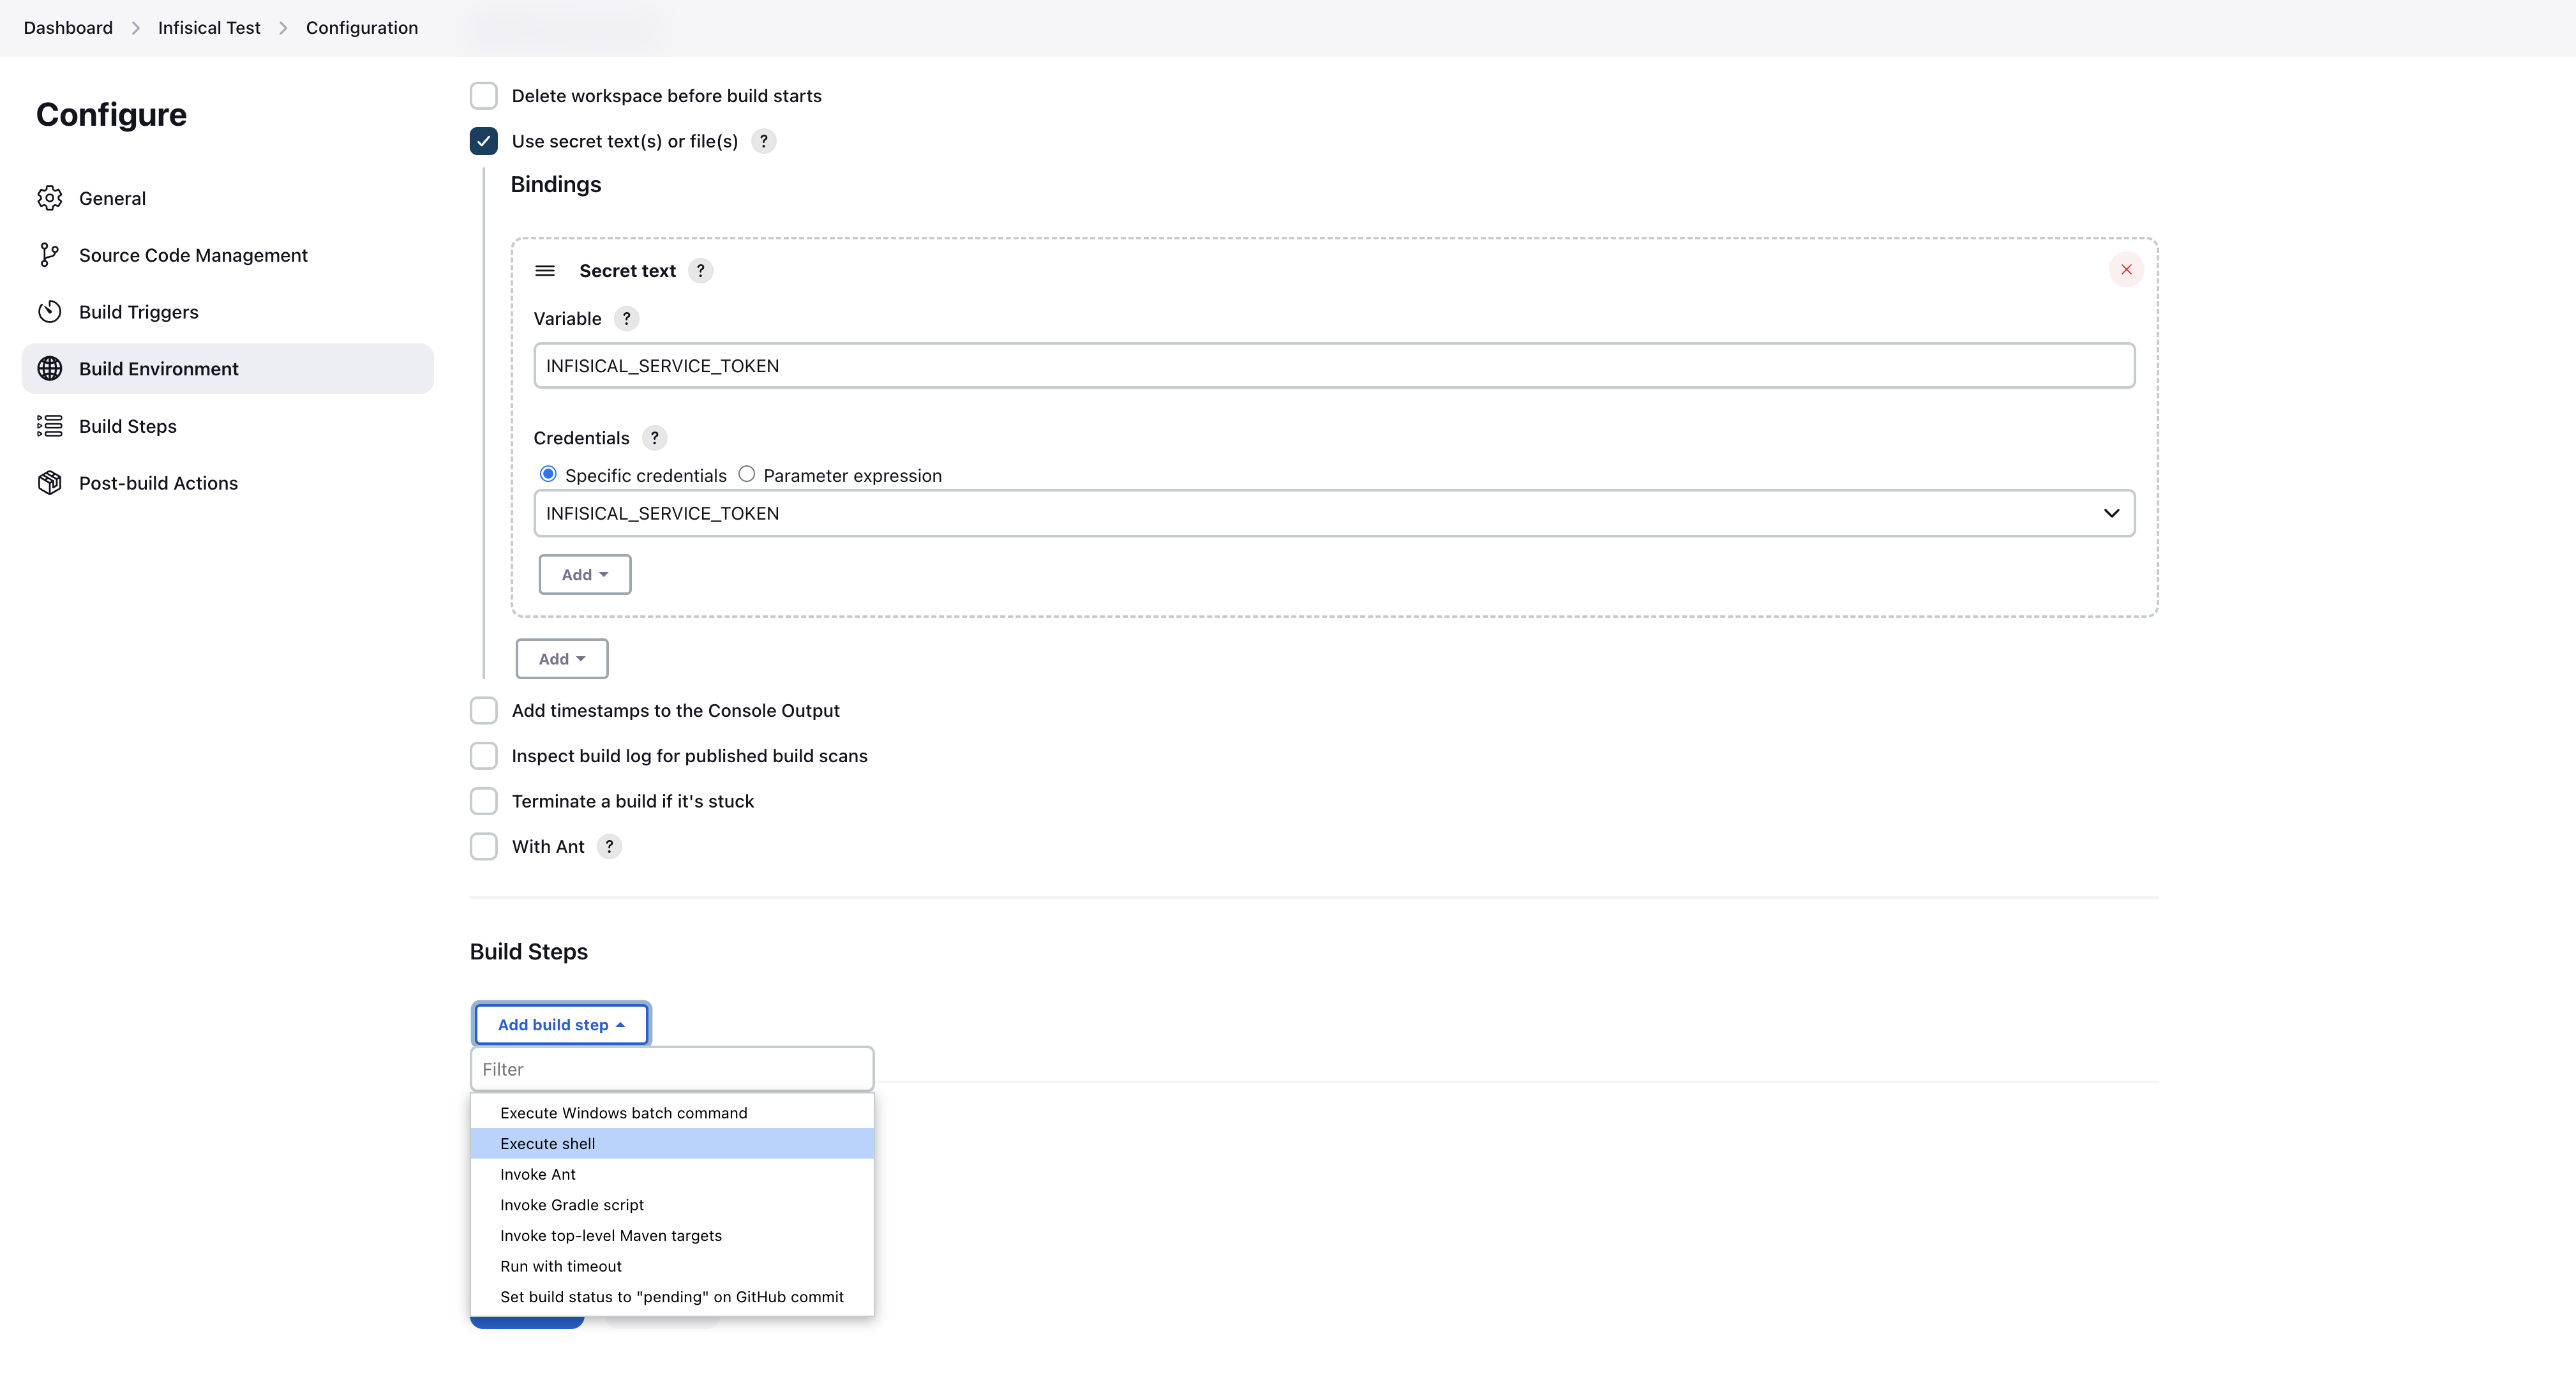 Dashboard > Infisical Test > Configuration
Configure
General
Source Code Management
Build Triggers
Build Environment
Build Steps
Post-build Actions
Delete workspace before build starts
Use secret text(s) or file(s) ?
Bindings
Secret text ?
Variable ?
INFISICAL_SERVICE_TOKEN
Credentials ?
Specific credentials Parameter expression
INFISICAL_SERVICE_TOKEN
Add
Add
Add timestamps to the Console Output
Inspect build log for published build scans
Terminate a build if it's stuck
With Ant ?
Build Steps
Add build step
Filter
Execute Windows batch command
Execute shell
Invoke Ant
Invoke Gradle script
Invoke top-level Maven targets
Run with timeout
Set build status to "pending" on GitHub commit